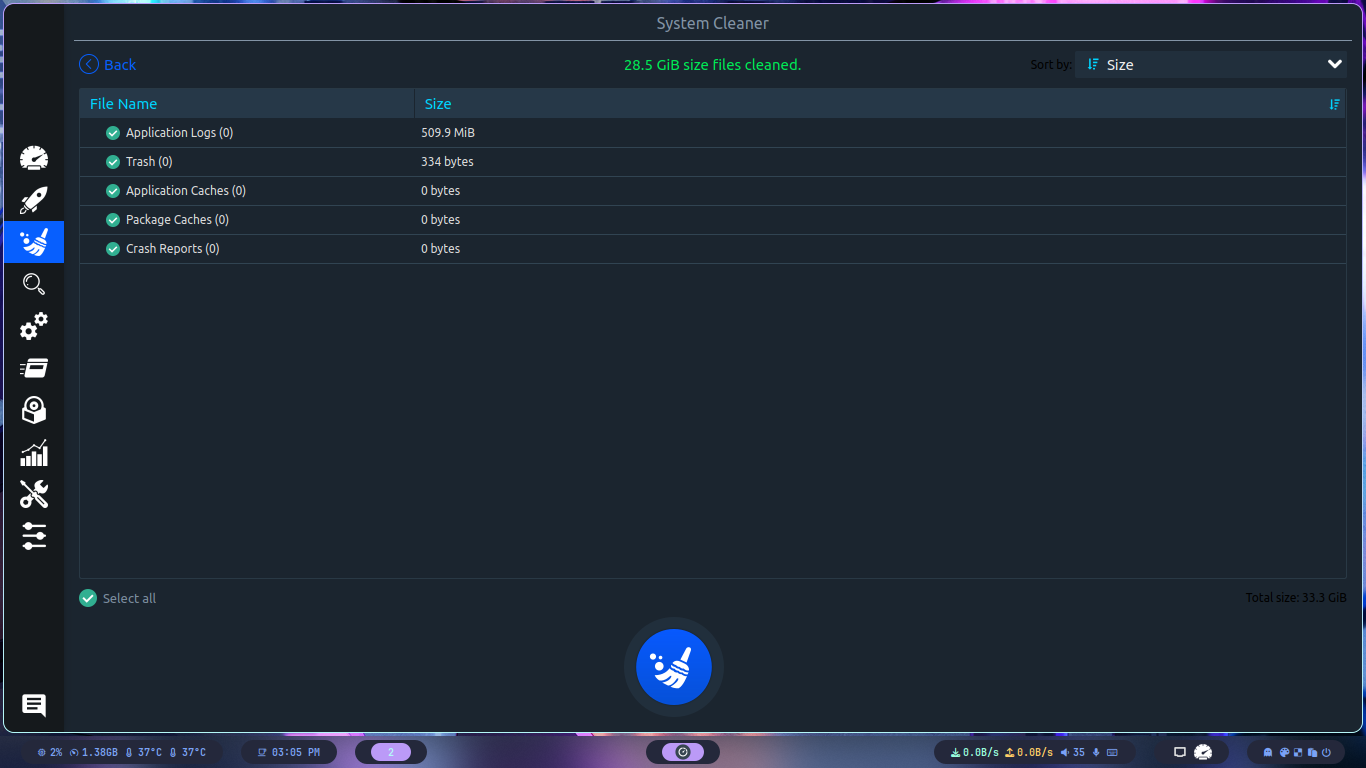 System Cleaner
Back
28.5 GiB size files cleaned.
Sort by: Size
File Name Size
Application Logs (0) 509.9 MiB
Trash (0) 334 bytes
Application Caches (0) 0 bytes
Package Caches (0) 0 bytes
Crash Reports (0) 0 bytes
Select all
Total size: 33.3 GiB
2% 1.38GB 37°C 37°C 03:05 PM 2 0.0B/s 0.0B/s 35